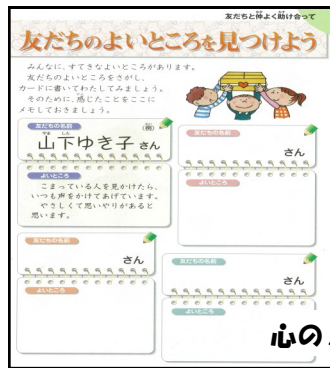 友だちと仲よく助け合って
友だちのよいところを見つけよう
みんなに、すてきなよいところがあります。
友だちのよいところをさがし、
カードに書いてわたしてみましょう。
そのために、感じたことをここに
メモしておきましょう。
友だちの名前
(例)
山下ゆき子さん
よいところ
こまっている人を見かけたら、
いつも声をかけてあげています。
やさしくて思いやりがあると
思います。
友だちの名前
さん
よいところ
友だちの名前
さん
よいところ
友だちの名前
さん
よいところ
心の